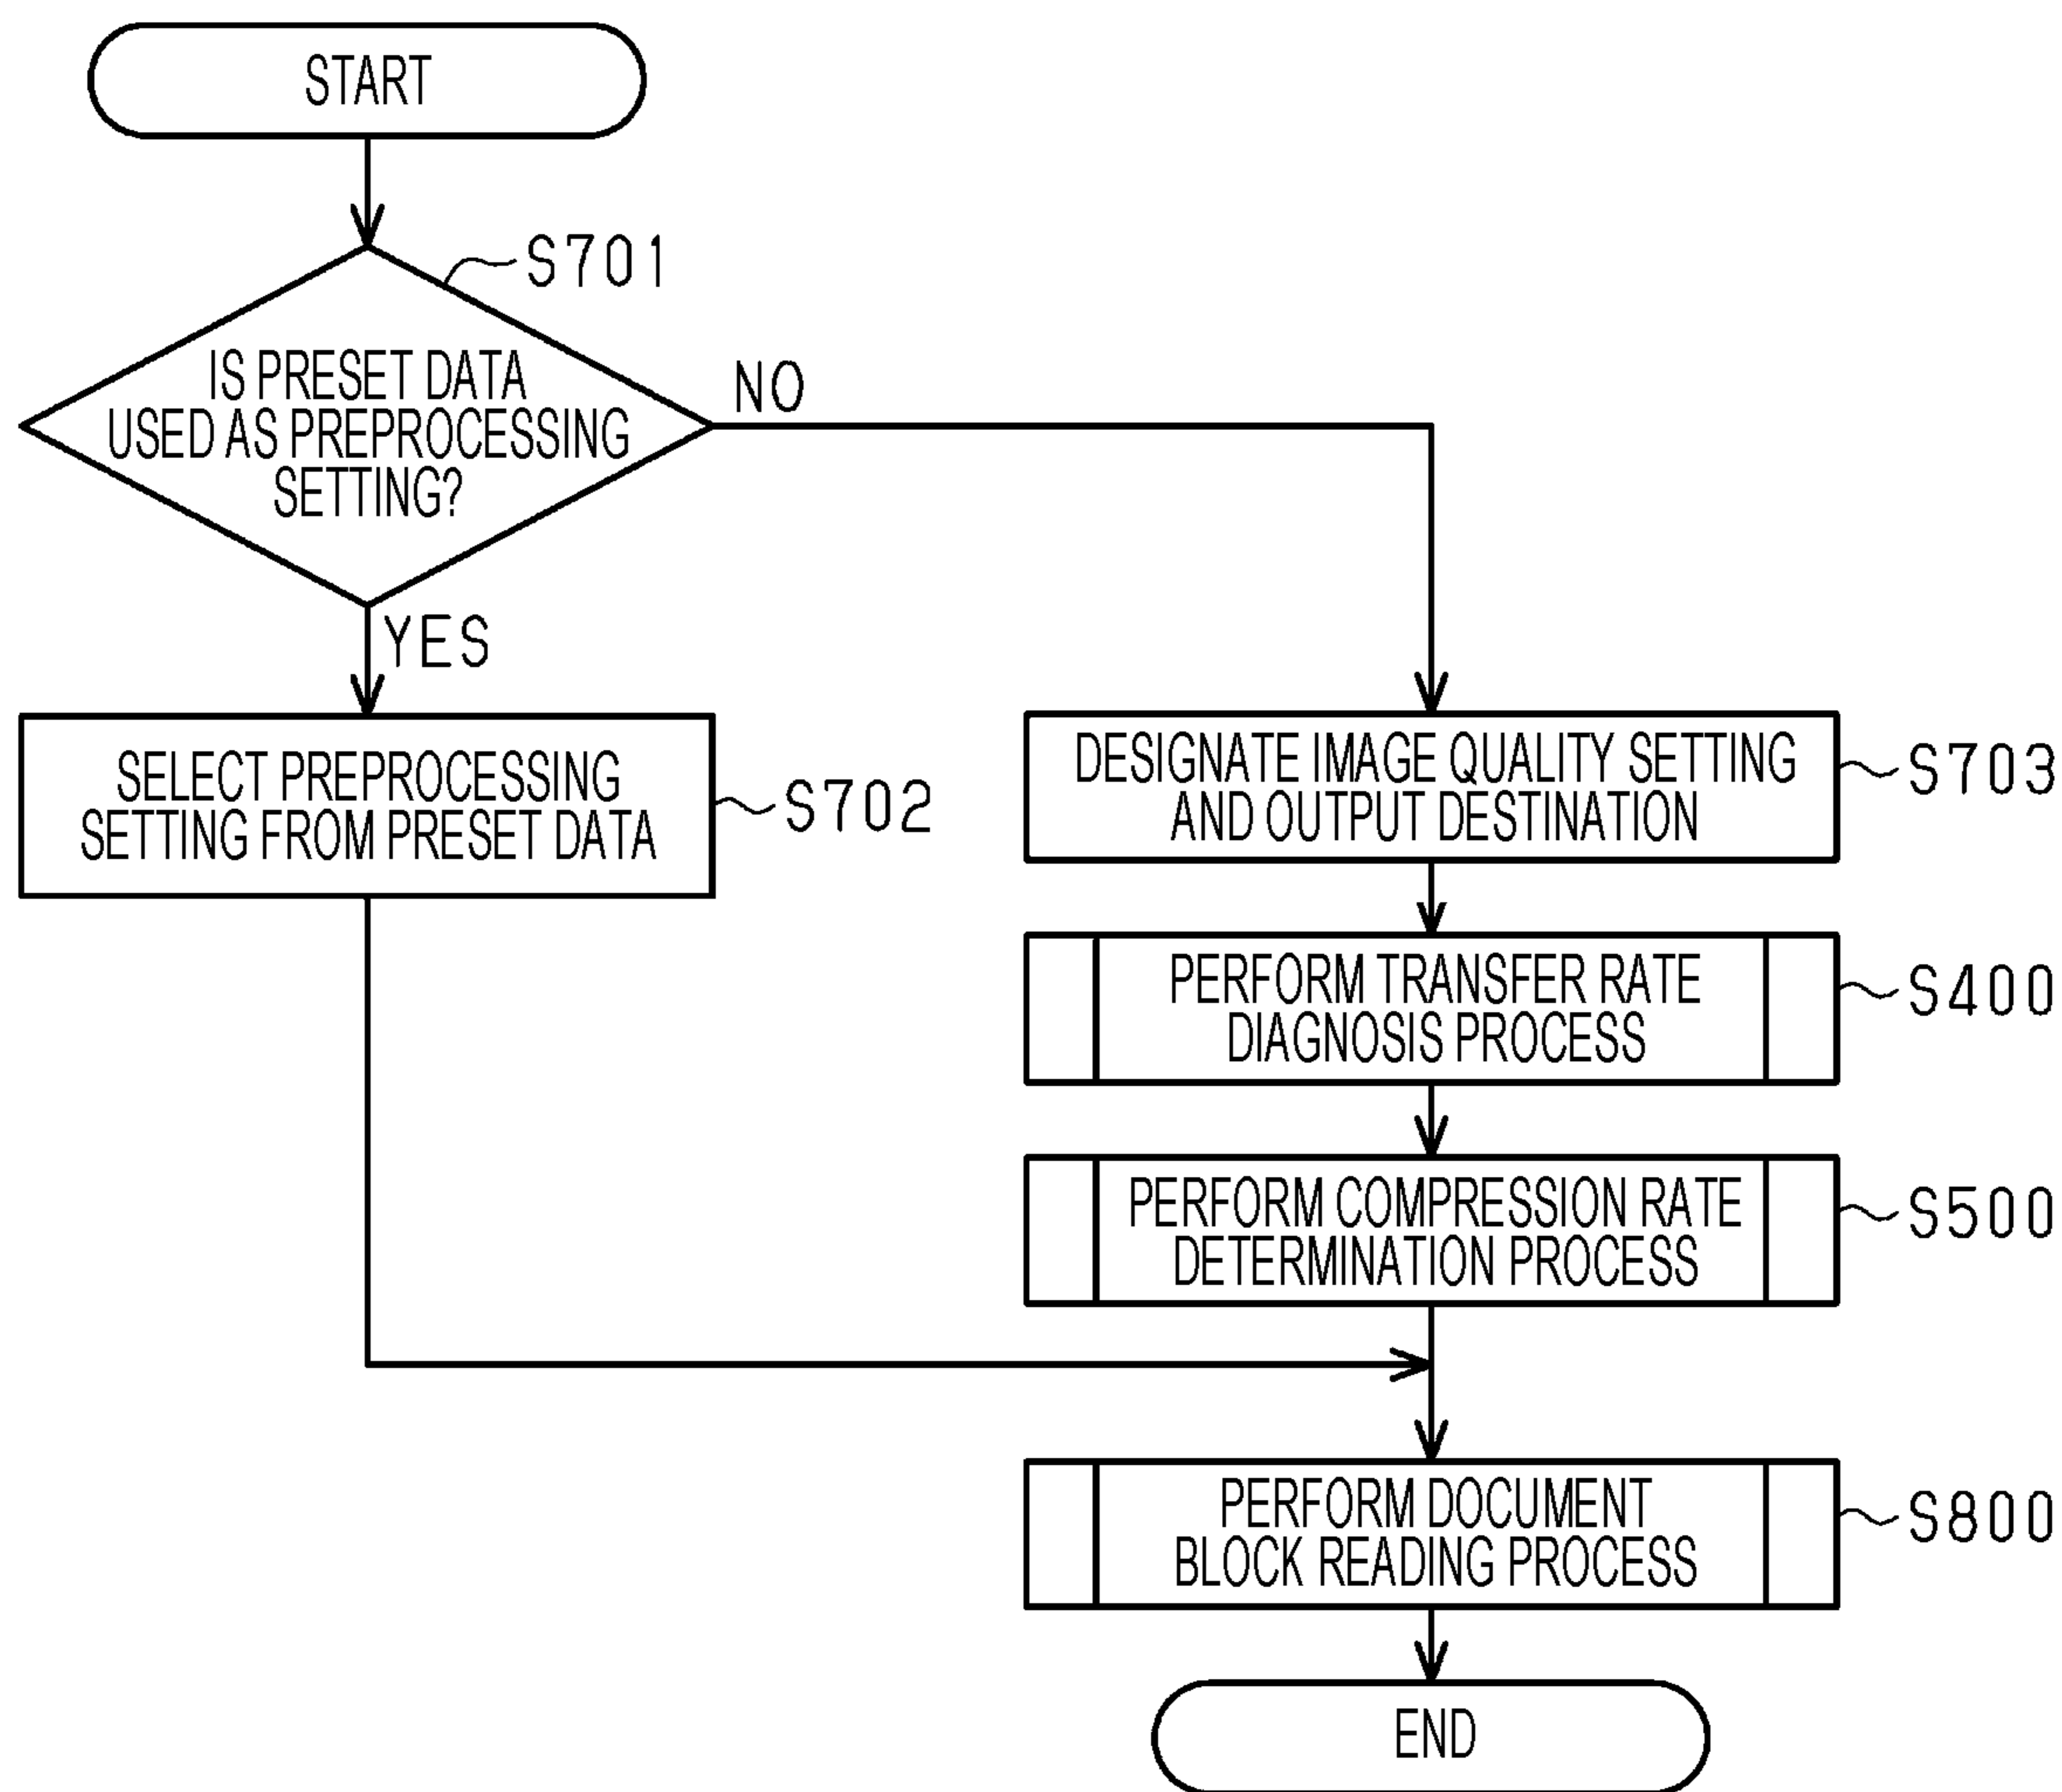 START
S701
IS PRESET DATA
USED AS PREPROCESSING
SETTING?
NO
YES
SELECT PREPROCESSING
SETTING FROM PRESET DATA
S702
DESIGNATE IMAGE QUALITY SETTING
AND OUTPUT DESTINATION
S703
PERFORM TRANSFER RATE
DIAGNOSIS PROCESS
S400
PERFORM COMPRESSION RATE
DETERMINATION PROCESS
S500
PERFORM DOCUMENT
BLOCK READING PROCESS
S800
END